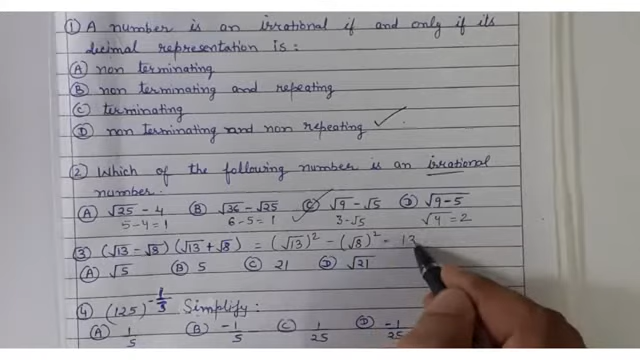 ① A number is an irrational if and only if its
decimal representation is :
Ⓐ non terminating
Ⓑ non terminating and repeating
Ⓒ terminating
Ⓓ non terminating and non repeating ✓
② Which of the following number is an irrational
number.
Ⓐ √25 - 4 Ⓑ √36 - √25 Ⓒ √9 - √5 Ⓓ √9-5
5-4=1 6-5=1 ✓ 3-√5 √4=2
③ (√13 - √8) (√13 + √8) = (√13)² - (√8)² - 13
Ⓐ √5 Ⓑ 5 Ⓒ 21 Ⓓ √21
④ (125)^-1/3 Simplify :
Ⓐ 1/5 Ⓑ -1/5 Ⓒ 1/25 Ⓓ -1/25